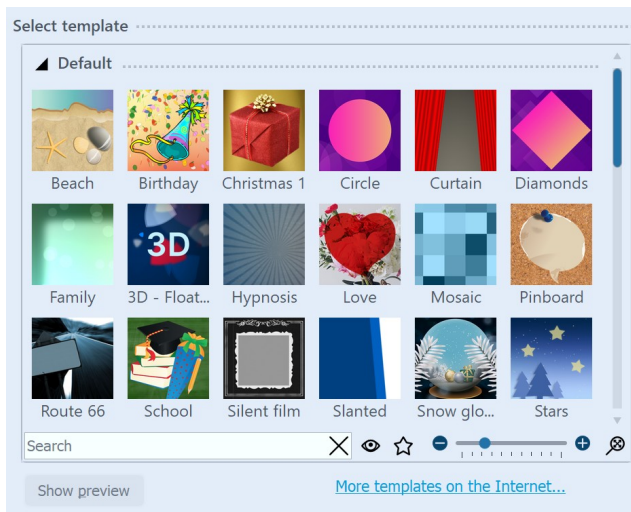 Select template
Default
Beach Birthday Christmas 1 Circle Curtain Diamonds
3D
Family 3D - Float... Hypnosis Love Mosaic Pinboard
Route 66 School Silent film Slanted Snow glo... Stars
Search
Show preview More templates on the Internet...